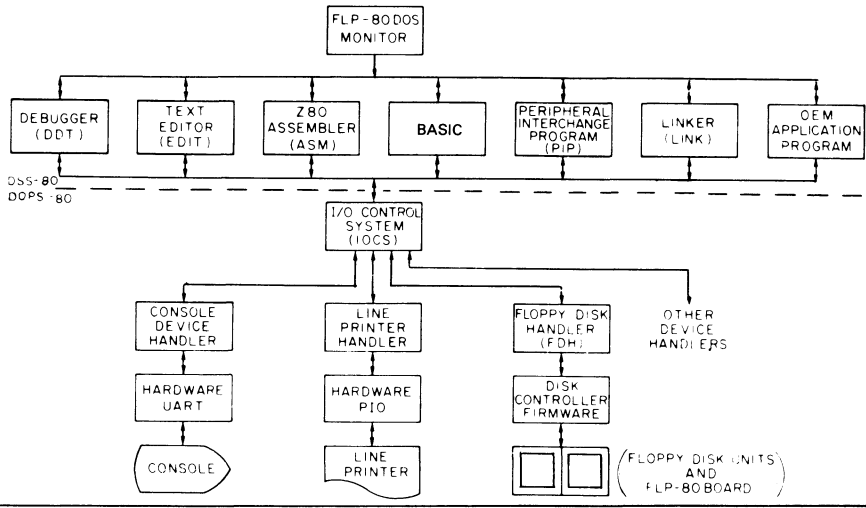 FLP-80DOS
MONITOR
DEBUGGER
(DDT)
TEXT
EDITOR
(EDIT)
Z80
ASSEMBLER
(ASM)
BASIC
PERIPHERAL
INTERCHANGE
PROGRAM
(PIP)
LINKER
(LINK)
OEM
APPLICATION
PROGRAM
DSS-80
DOPS-80
I/O CONTROL
SYSTEM
(IOCS)
CONSOLE
DEVICE
HANDLER
LINE
PRINTER
HANDLER
FLOPPY DISK
HANDLER
(FDH)
OTHER
DEVICE
HANDLERS
HARDWARE
UART
HARDWARE
PIO
DISK
CONTROLLER
FIRMWARE
CONSOLE
LINE
PRINTER
(FLOPPY DISK UNITS
AND
FLP-80BOARD)